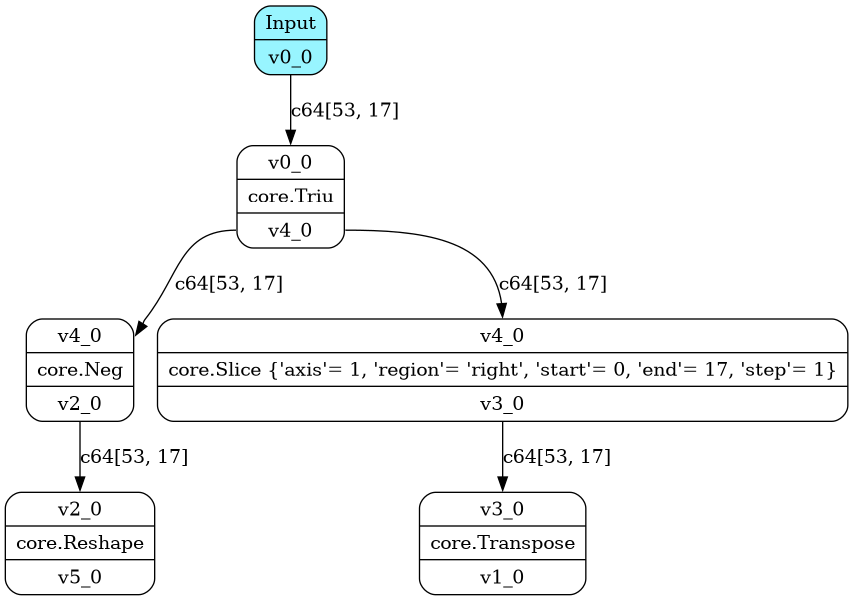 Input
v0_0
c64[53, 17]
v0_0
core.Triu
v4_0
c64[53, 17]
c64[53, 17]
v4_0
core.Neg
v2_0
v4_0
core.Slice {'axis'= 1, 'region'= 'right', 'start'= 0, 'end'= 17, 'step'= 1}
v3_0
c64[53, 17]
c64[53, 17]
v2_0
core.Reshape
v5_0
v3_0
core.Transpose
v1_0